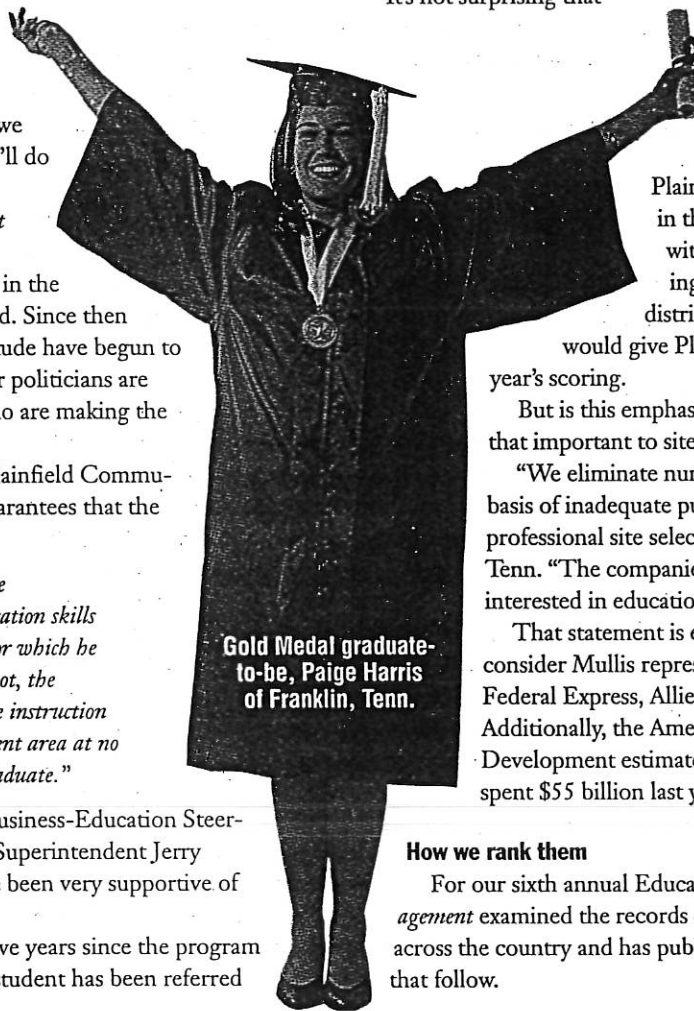 It's not surprising that
we
'll do
t
in the
d. Since then
tude have begun to
r politicians are
o are making the
ainfield Commu-
arantees that the
e
ation skills
or which he
ot, the
e instruction
ent area at no
aduate."
usiness-Education Steer-
Superintendent Jerry
e been very supportive of
ve years since the program
student has been referred
Gold Medal graduate-
to-be, Paige Harris
of Franklin, Tenn.
Plain
in th
wit
ing
distri
would give Pl
year's scoring.
But is this emphas
that important to site
"We eliminate nur
basis of inadequate pu
professional site selec
Tenn. "The companie
interested in education
That statement is e
consider Mullis repres
Federal Express, Allie
Additionally, the Ame
Development estimate
spent $55 billion last y
How we rank them
For our sixth annual Educa
agement examined the records
across the country and has pub
that follow.